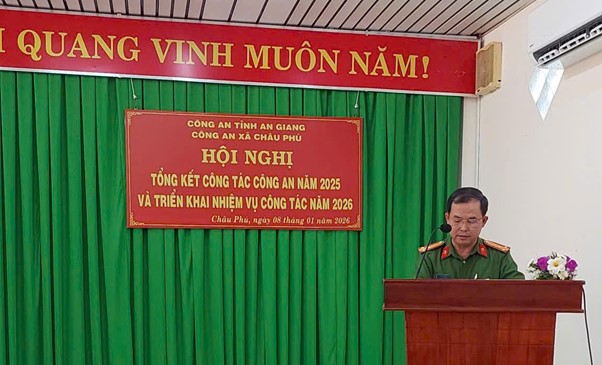 QUANG VINH MUÔN NĂM!
CÔNG AN TỈNH AN GIANG
CÔNG AN XÃ CHÂU PHÚ
HỘI NGHỊ
TỔNG KẾT CÔNG TÁC CÔNG AN NĂM 2025
VÀ TRIỂN KHAI NHIỆM VỤ CÔNG TÁC NĂM 2026
Châu Phú, ngày 08 tháng 01 năm 2026